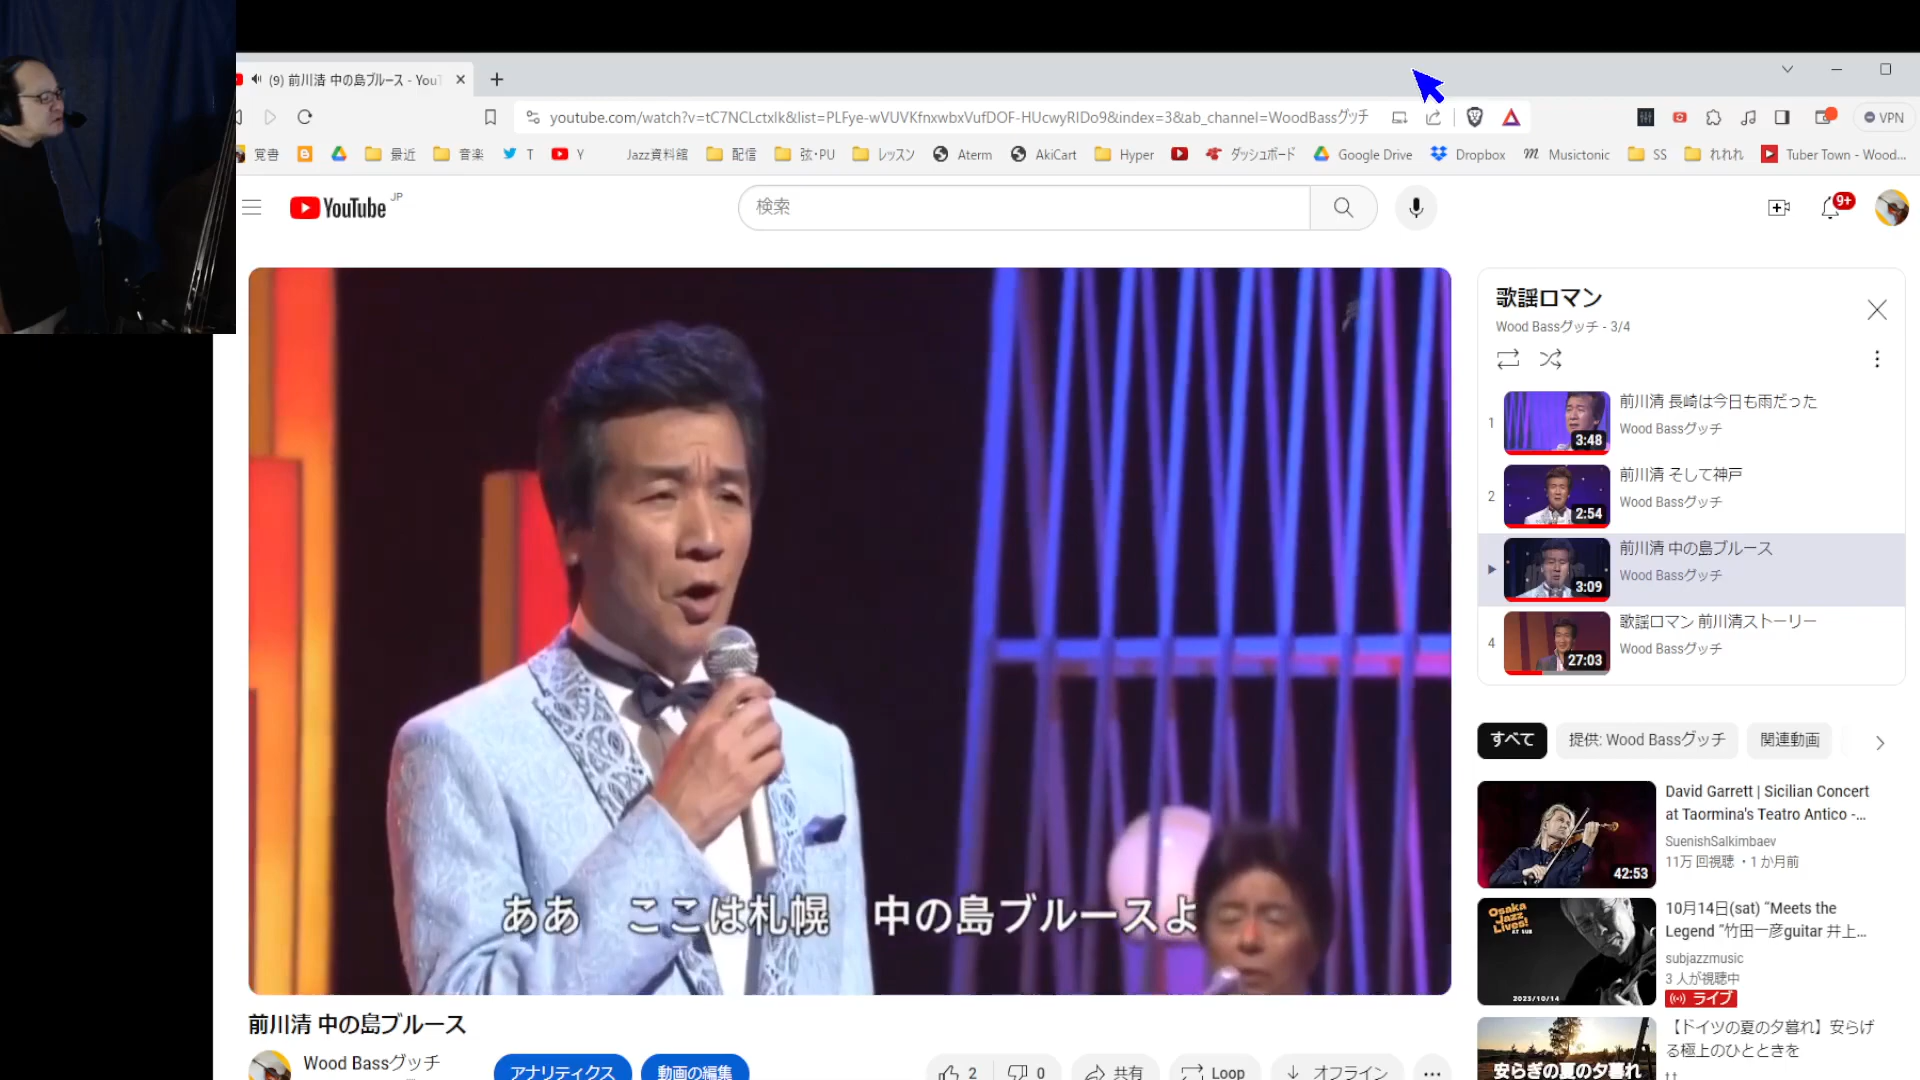 (9) 前川清 中の島ブルース - YouT
youtube.com/watch?v=tC7NCLctxlk&list=PLFye-wVUVKfnxwbxVufDOF-HUcwyRlDo9&index=3&ab_channel=WoodBassグッチ
VPN
覚書
最近
音楽
T
Y
Jazz資料館
配信
弦・PU
レッスン
Aterm
AkiCart
Hyper
ダッシュボード
Google Drive
Dropbox
Musictonic
SS
れれれ
Tuber Town - Wood...
YouTube JP
検索
9+
ああ ここは札幌 中の島ブルースよ
前川清 中の島ブルース
Wood Bassグッチ
アナリティクス
動画の編集
2
0
共有
Loop
オフライン
歌謡ロマン
Wood Bassグッチ - 3/4
1
3:48
前川清 長崎は今日も雨だった
Wood Bassグッチ
2
2:54
前川清 そして神戸
Wood Bassグッチ
3:09
前川清 中の島ブルース
Wood Bassグッチ
4
27:03
歌謡ロマン 前川清ストーリー
Wood Bassグッチ
すべて
提供: Wood Bassグッチ
関連動画
42:53
David Garrett | Sicilian Concert
at Taormina's Teatro Antico -...
SuenishSalkimbaev
11万 回視聴 ・1 か月前
Osaka
Jazz
Lives!
AT SUB
2023/10/14
10月14日(sat) “Meets the
Legend ”竹田一彦guitar 井上...
subjazzmusic
3 人が視聴中
ライブ
安らぎの夏の夕暮れ
【ドイツの夏の夕暮れ】安らげ
る極上のひとときを